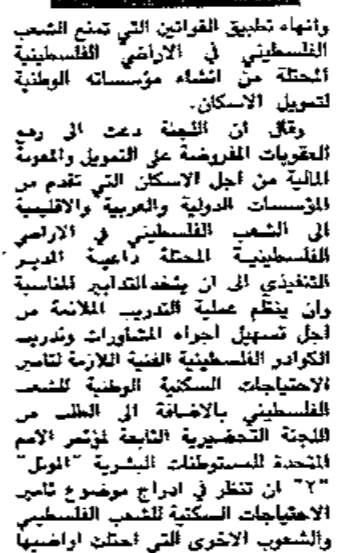 وانهاء تطبيق القوانين التي تمنع الشعب
الفلسطيني في الاراضي الفلسطينية
المحتلة من انشاء مؤسساته الوطنية
لتمويل الاسكان.
وقال ان اللجنة دعت الى رفع
العقوبات المفروضة على التمويل والمعونة
المالية من اجل الاسكان التي تقدم من
المؤسسات الدولية والعربية والاقليمية
الى الشعب الفلسطيني في الاراضي
الفلسطينية المحتلة داعية المدير
التنفيذي الى ان يتخذ التدابير المناسبة
وان ينظم عملية التدريب الملائمة من
اجل تسهيل اجراء المشاورات وتدريب
الكوادر الفلسطينية الفنية اللازمة لتامين
الاحتياجات السكنية الوطنية للشعب
الفلسطيني بالاضافة الى الطلب من
اللجنة التحضيرية التابعة لمؤتمر الامم
المتحدة للمستوطنات البشرية "الموئل"
"٢" ان تنظر في ادراج موضوع تامين
الاحتياجات السكنية للشعب الفلسطيني
والشعوب الاخرى التي احتلت اراضيها